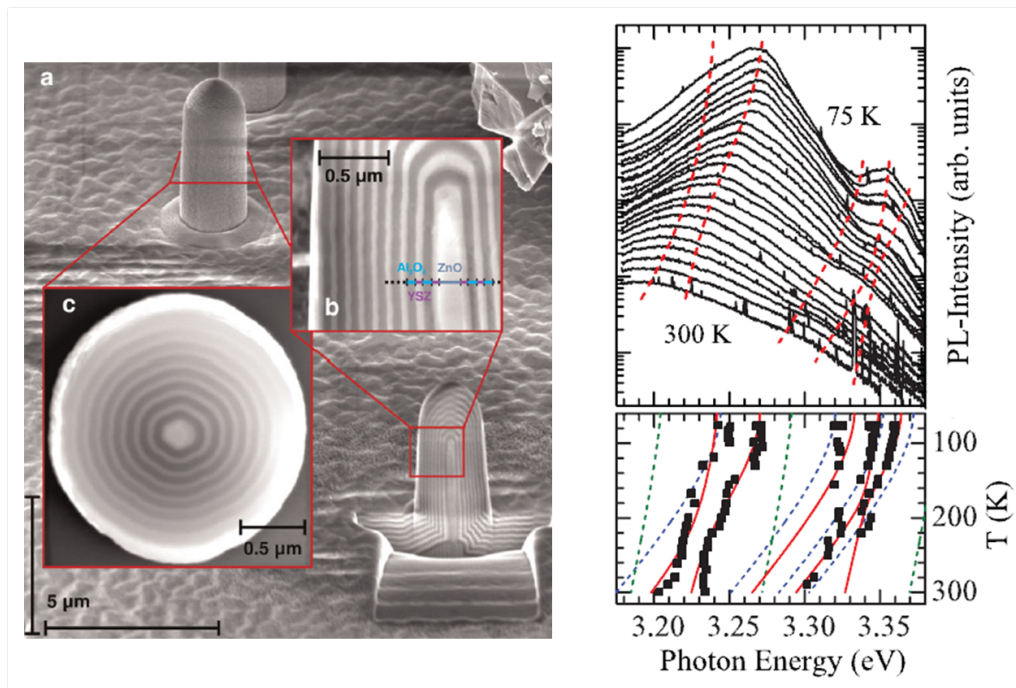 a
0.5 μm
Al₂O₃ ZnO
YSZ
b
c
0.5 μm
5 μm
75 K
300 K
PL-Intensity (arb. units)
100
200
300
T (K)
3.20 3.25 3.30 3.35
Photon Energy (eV)